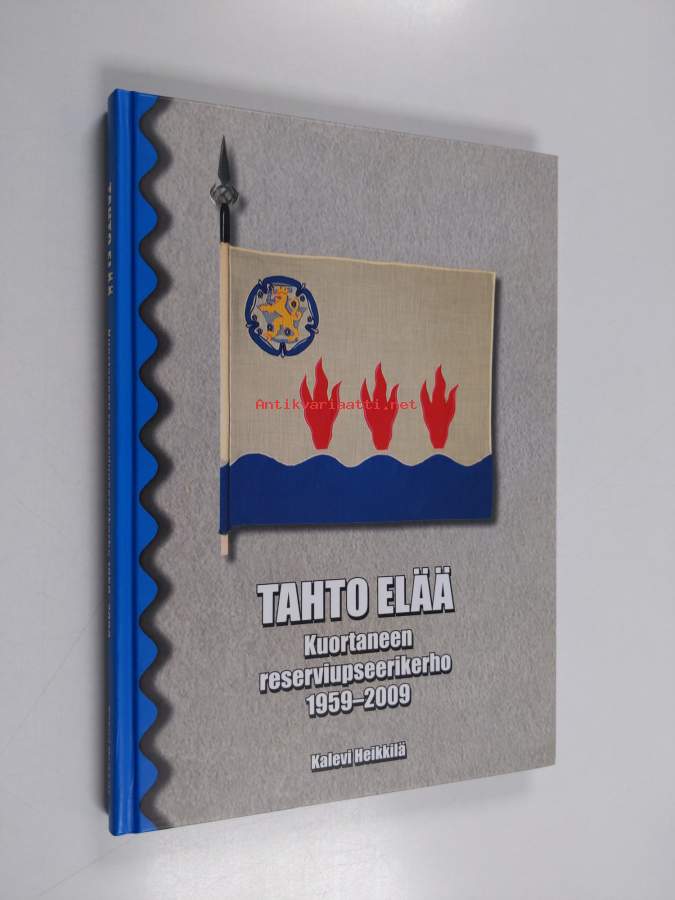 Antikvariaatti.net
TAHTO ELÄÄ
Kuortaneen
reserviupseerikerho
1959–2009
Kalevi Heikkilä
TAHTO ELÄÄ